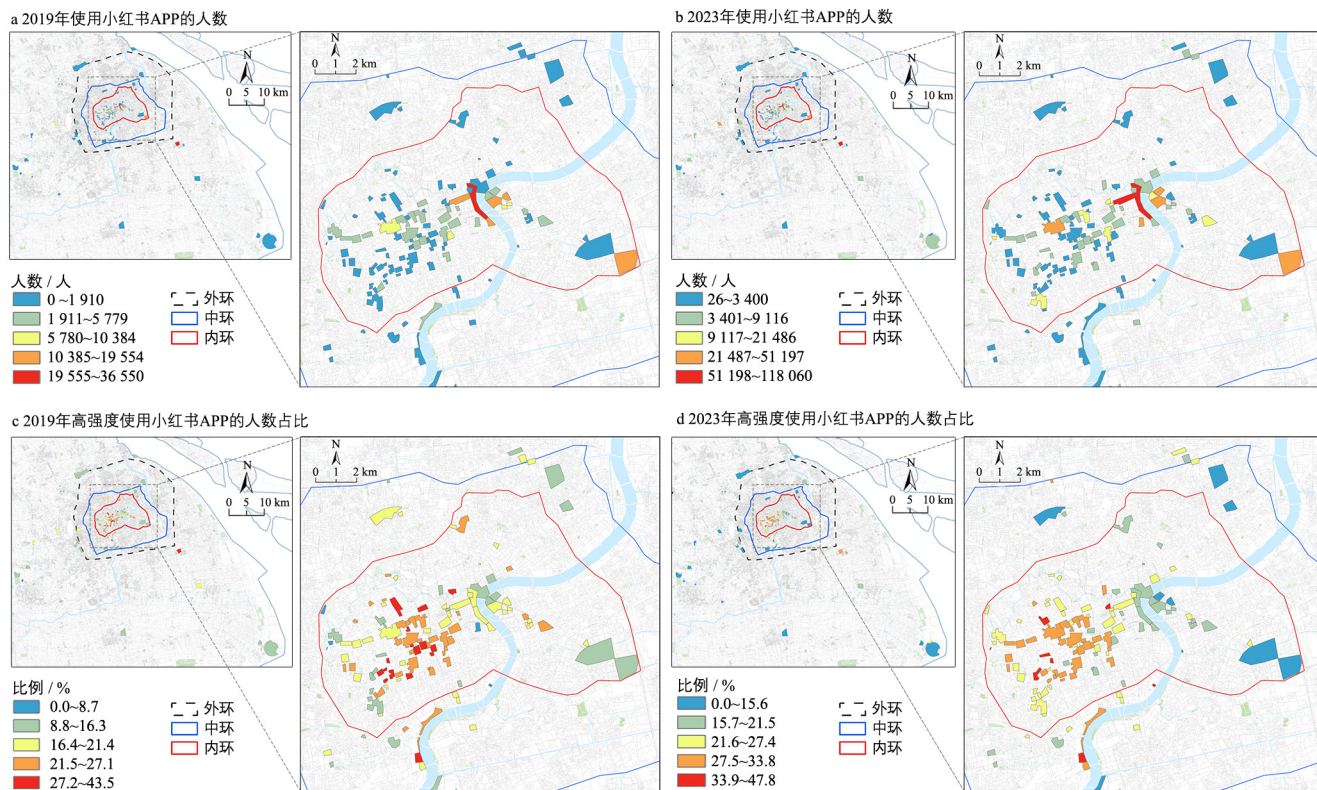 a 2019年使用小红书APP的人数
N
0 5 10 km
N
0 1 2 km
人数 / 人
0 ~1 910
1 911~5 779
5 780~10 384
10 385~19 554
19 555~36 550
外环
中环
内环
b 2023年使用小红书APP的人数
N
0 5 10 km
N
0 1 2 km
人数 / 人
26~3 400
3 401~9 116
9 117~21 486
21 487~51 197
51 198~118 060
外环
中环
内环
c 2019年高强度使用小红书APP的人数占比
N
0 5 10 km
N
0 1 2 km
比例 / %
0.0~8.7
8.8~16.3
16.4~21.4
21.5~27.1
27.2~43.5
外环
中环
内环
d 2023年高强度使用小红书APP的人数占比
N
0 5 10 km
N
0 1 2 km
比例 / %
0.0~15.6
15.7~21.5
21.6~27.4
27.5~33.8
33.9~47.8
外环
中环
内环